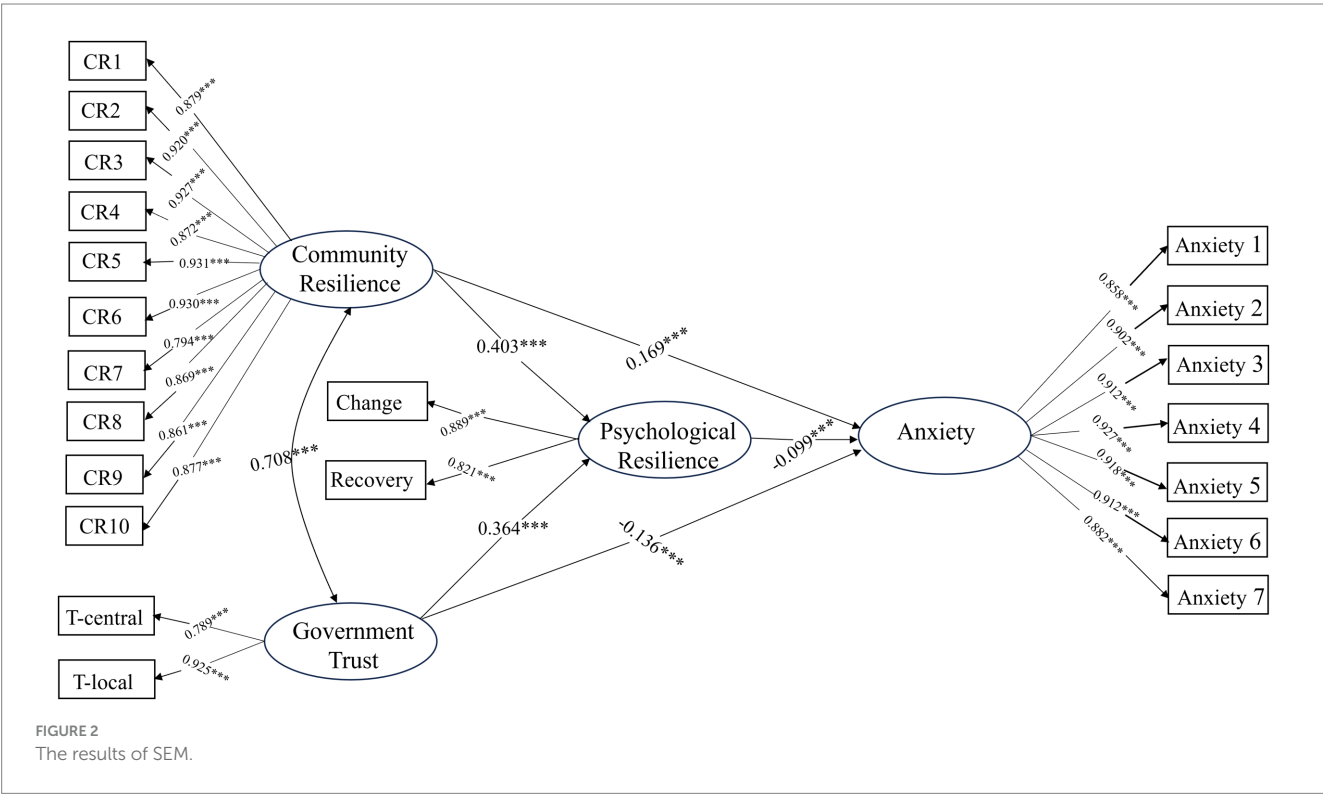 CR1
0.879***
CR2
0.920***
CR3
0.927***
CR4
0.872***
CR5
0.931***
CR6
0.930***
CR7
0.794***
CR8
0.869***
CR9
0.861***
CR10
0.877***
Community
Resilience
0.708***
T-central
0.789***
T-local
0.925***
Government
Trust
0.403***
0.364***
Change
0.889***
Recovery
0.821***
Psychological
Resilience
0.169***
-0.099***
-0.136***
Anxiety
0.858***
Anxiety 1
0.902***
Anxiety 2
0.912***
Anxiety 3
0.927***
Anxiety 4
0.918***
Anxiety 5
0.912***
Anxiety 6
0.882***
Anxiety 7
FIGURE 2
The results of SEM.